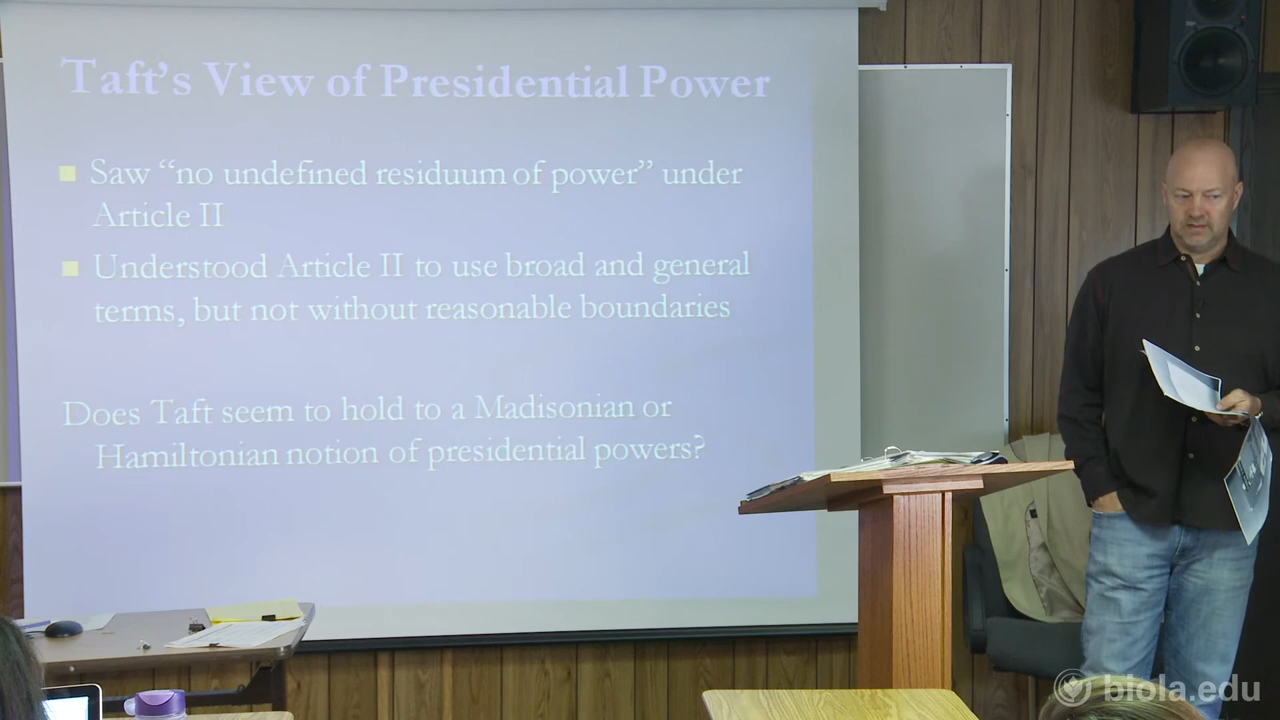 Taft's View of Presidential Power
Saw “no undefined residuum of power” under
Article II
Understood Article II to use broad and general
terms, but not without reasonable boundaries
Does Taft seem to hold to a Madisonian or
Hamiltonian notion of presidential powers?
biola.edu